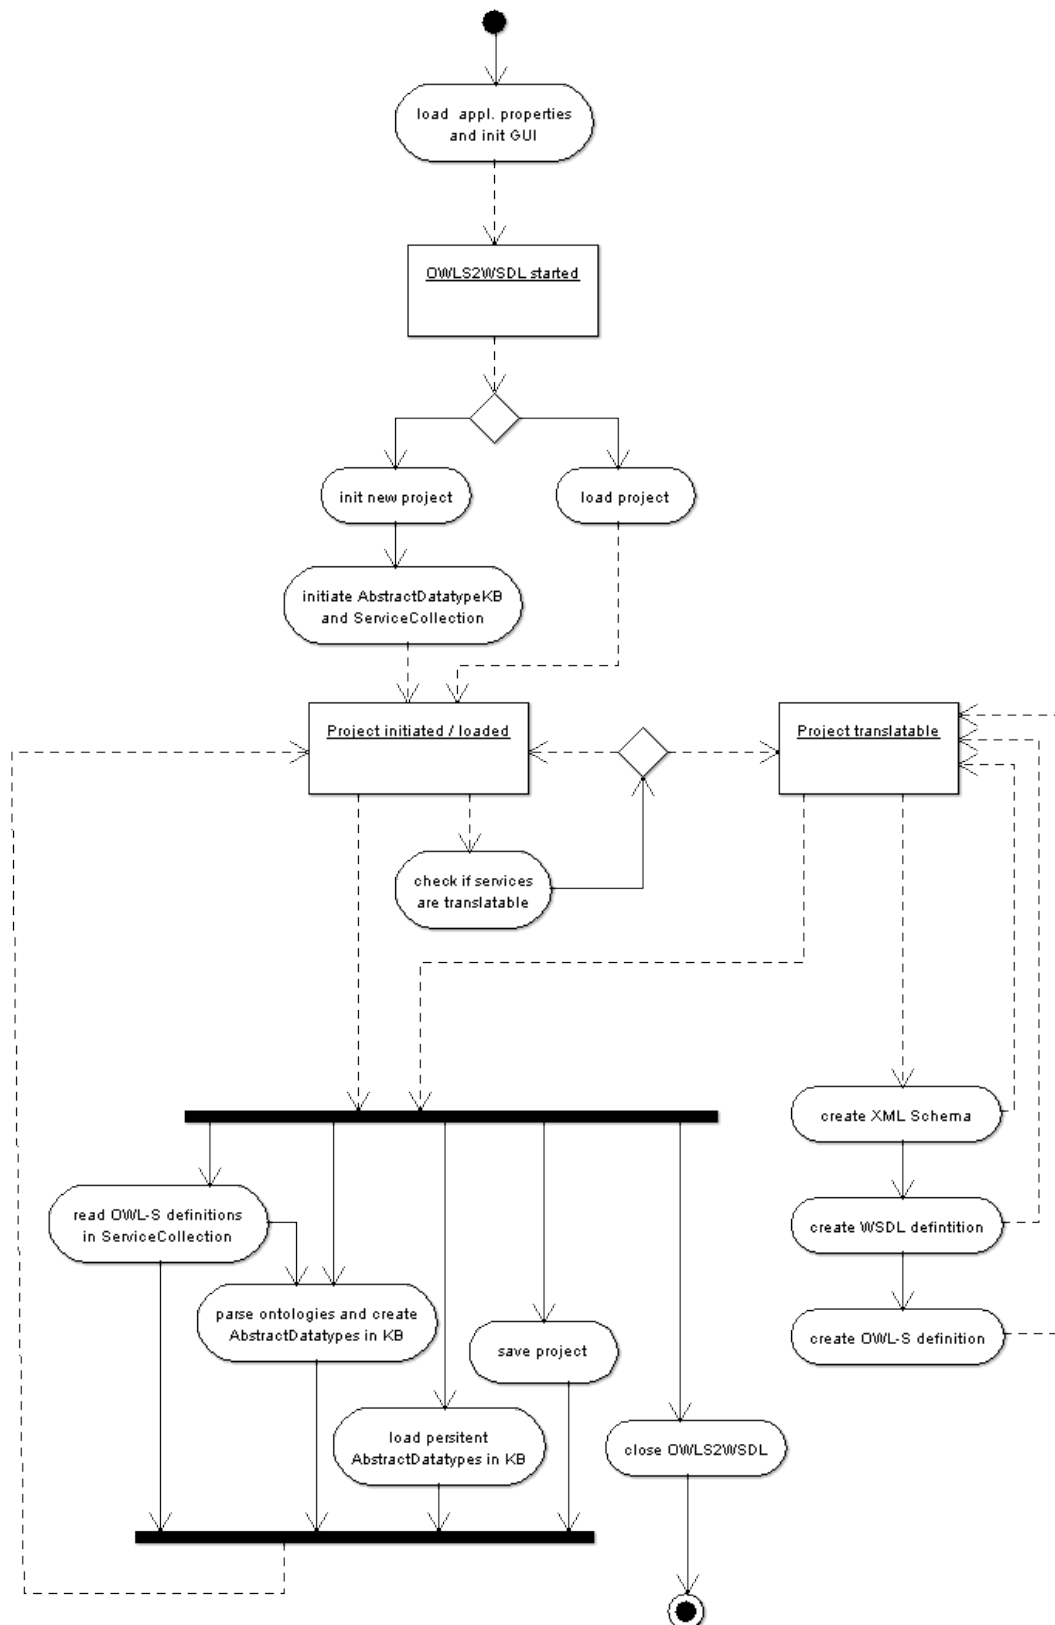 load appl. properties
and init GUI
OWLS2WSDL started
init new project
load project
initiate AbstractDatatypeKB
and ServiceCollection
Project initiated / loaded
Project translatable
check if services
are translatable
create XML Schema
read OWL-S definitions
in ServiceCollection
create WSDL defintition
parse ontologies and create
AbstractDatatypes in KB
create OWL-S definition
save project
load persitent
AbstractDatatypes in KB
close OWLS2WSDL